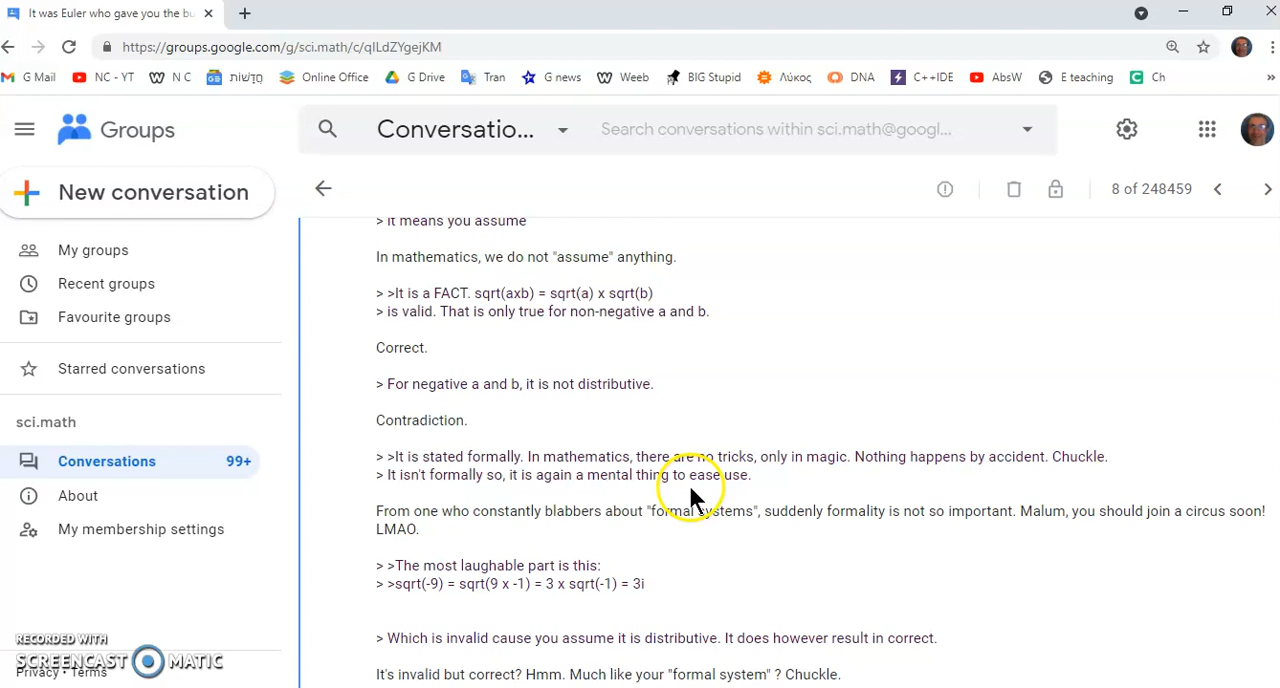 It was Euler who gave you the bu
https://groups.google.com/g/sci.math/c/qILdZYgejKM
G Mail NC - YT N C חֲדָשׁוֹת Online Office G Drive Tran G news Weeb BIG Stupid Λύκος DNA C++IDE AbsW E teaching Ch »
Groups
Conversatio...
Search conversations within sci.math@googl...
New conversation
8 of 248459
My groups
Recent groups
Favourite groups
Starred conversations
sci.math
Conversations 99+
About
My membership settings
Privacy • Terms
> It means you assume
In mathematics, we do not "assume" anything.
> >It is a FACT. sqrt(axb) = sqrt(a) x sqrt(b)
> is valid. That is only true for non-negative a and b.
Correct.
> For negative a and b, it is not distributive.
Contradiction.
> >It is stated formally. In mathematics, there are no tricks, only in magic. Nothing happens by accident. Chuckle.
> It isn't formally so, it is again a mental thing to ease use.
From one who constantly blabbers about "formal systems", suddenly formality is not so important. Malum, you should join a circus soon!
LMAO.
> >The most laughable part is this:
> >sqrt(-9) = sqrt(9 x -1) = 3 x sqrt(-1) = 3i
> Which is invalid cause you assume it is distributive. It does however result in correct.
It's invalid but correct? Hmm. Much like your "formal system" ? Chuckle.
RECORDED WITH
SCREENCAST MATIC